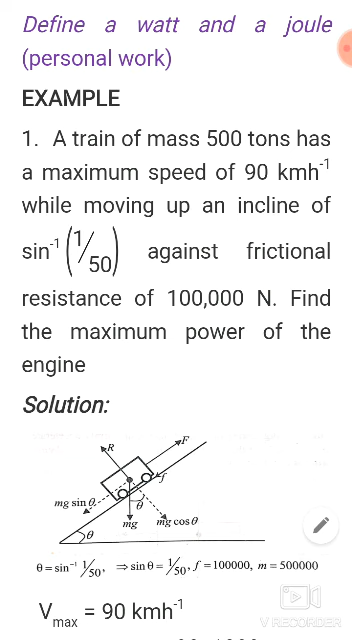 Define a watt and a joule
(personal work)
EXAMPLE
1. A train of mass 500 tons has
a maximum speed of 90 kmh⁻¹
while moving up an incline of
sin⁻¹(1/50) against frictional
resistance of 100,000 N. Find
the maximum power of the
engine
Solution:
R
F
f
mg sin θ
θ
mg
mg cos θ
θ
θ = sin⁻¹ 1/50, ⇒ sin θ = 1/50, f = 100000, m = 500000
V RECORDER
Vmax = 90 kmh⁻¹